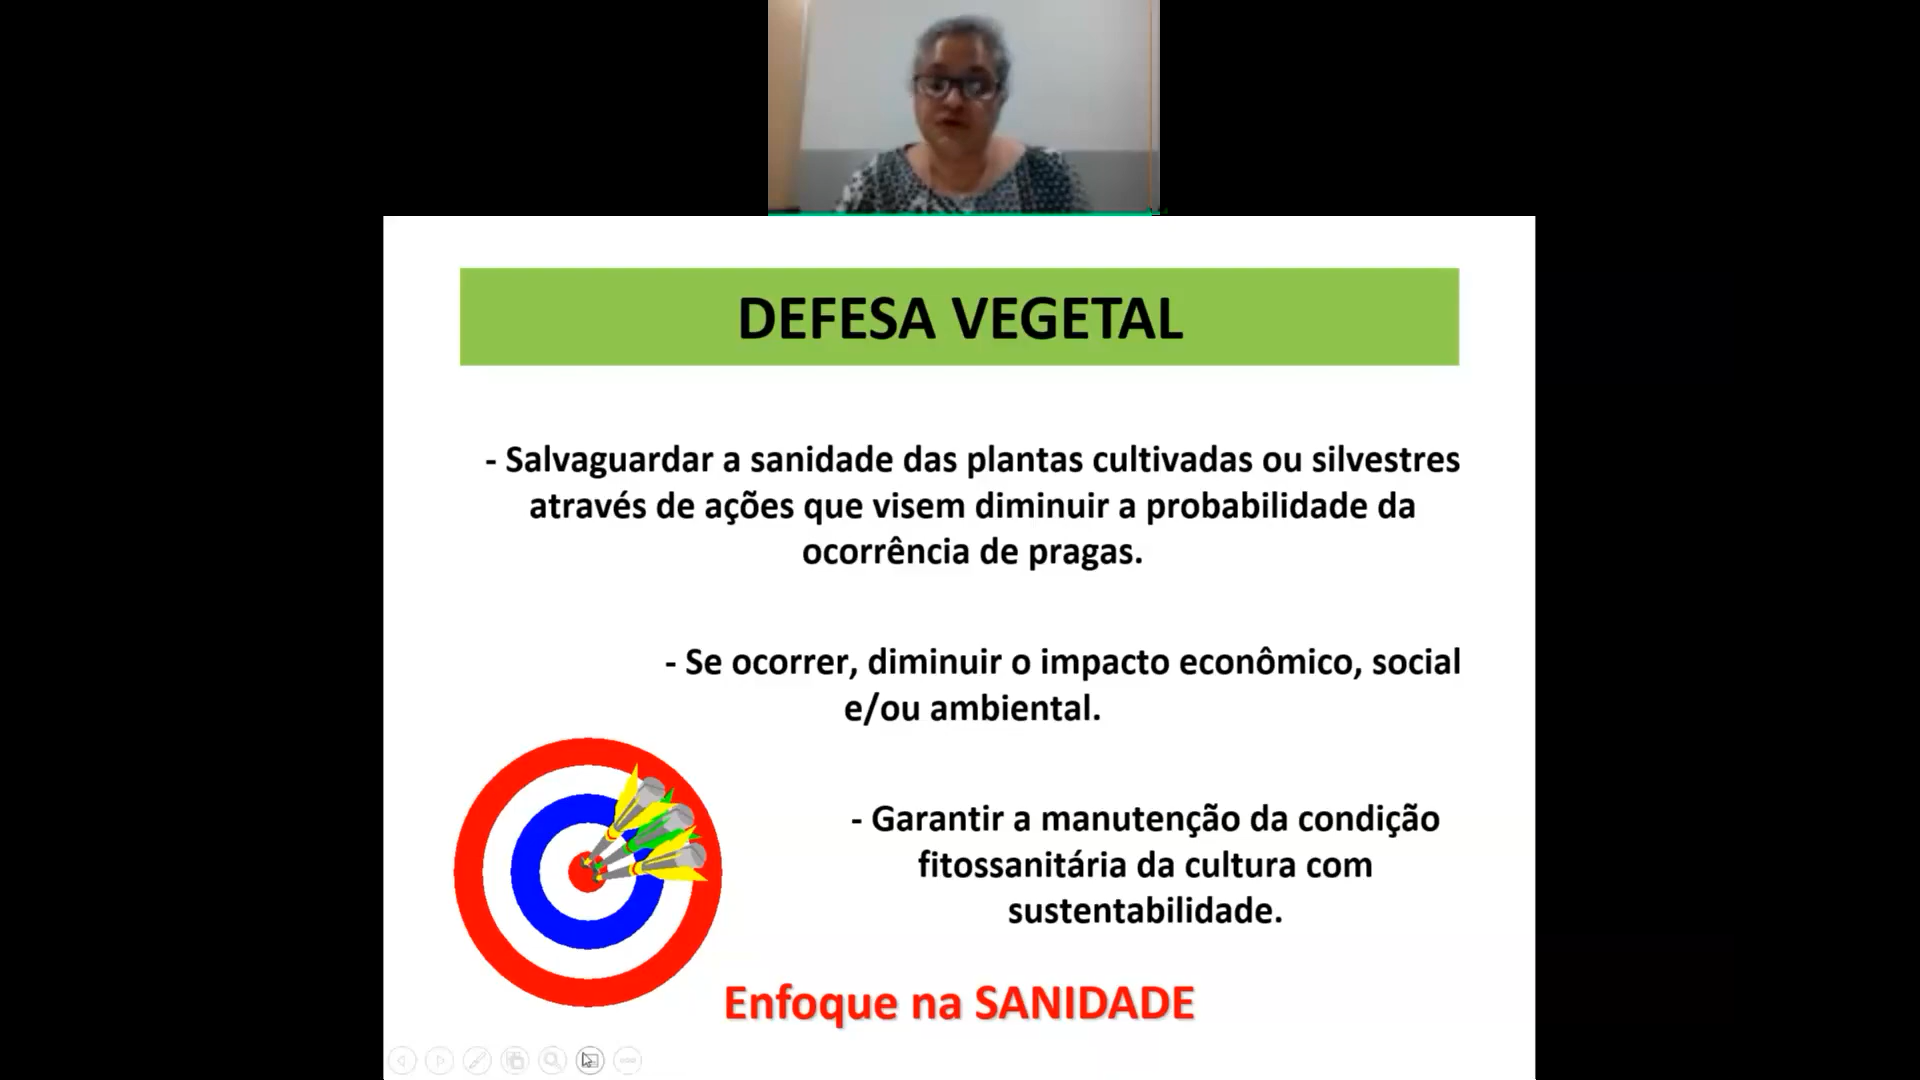 DEFESA VEGETAL
- Salvaguardar a sanidade das plantas cultivadas ou silvestres
através de ações que visem diminuir a probabilidade da
ocorrência de pragas.
- Se ocorrer, diminuir o impacto econômico, social
e/ou ambiental.
- Garantir a manutenção da condição
fitossanitária da cultura com
sustentabilidade.
Enfoque na SANIDADE